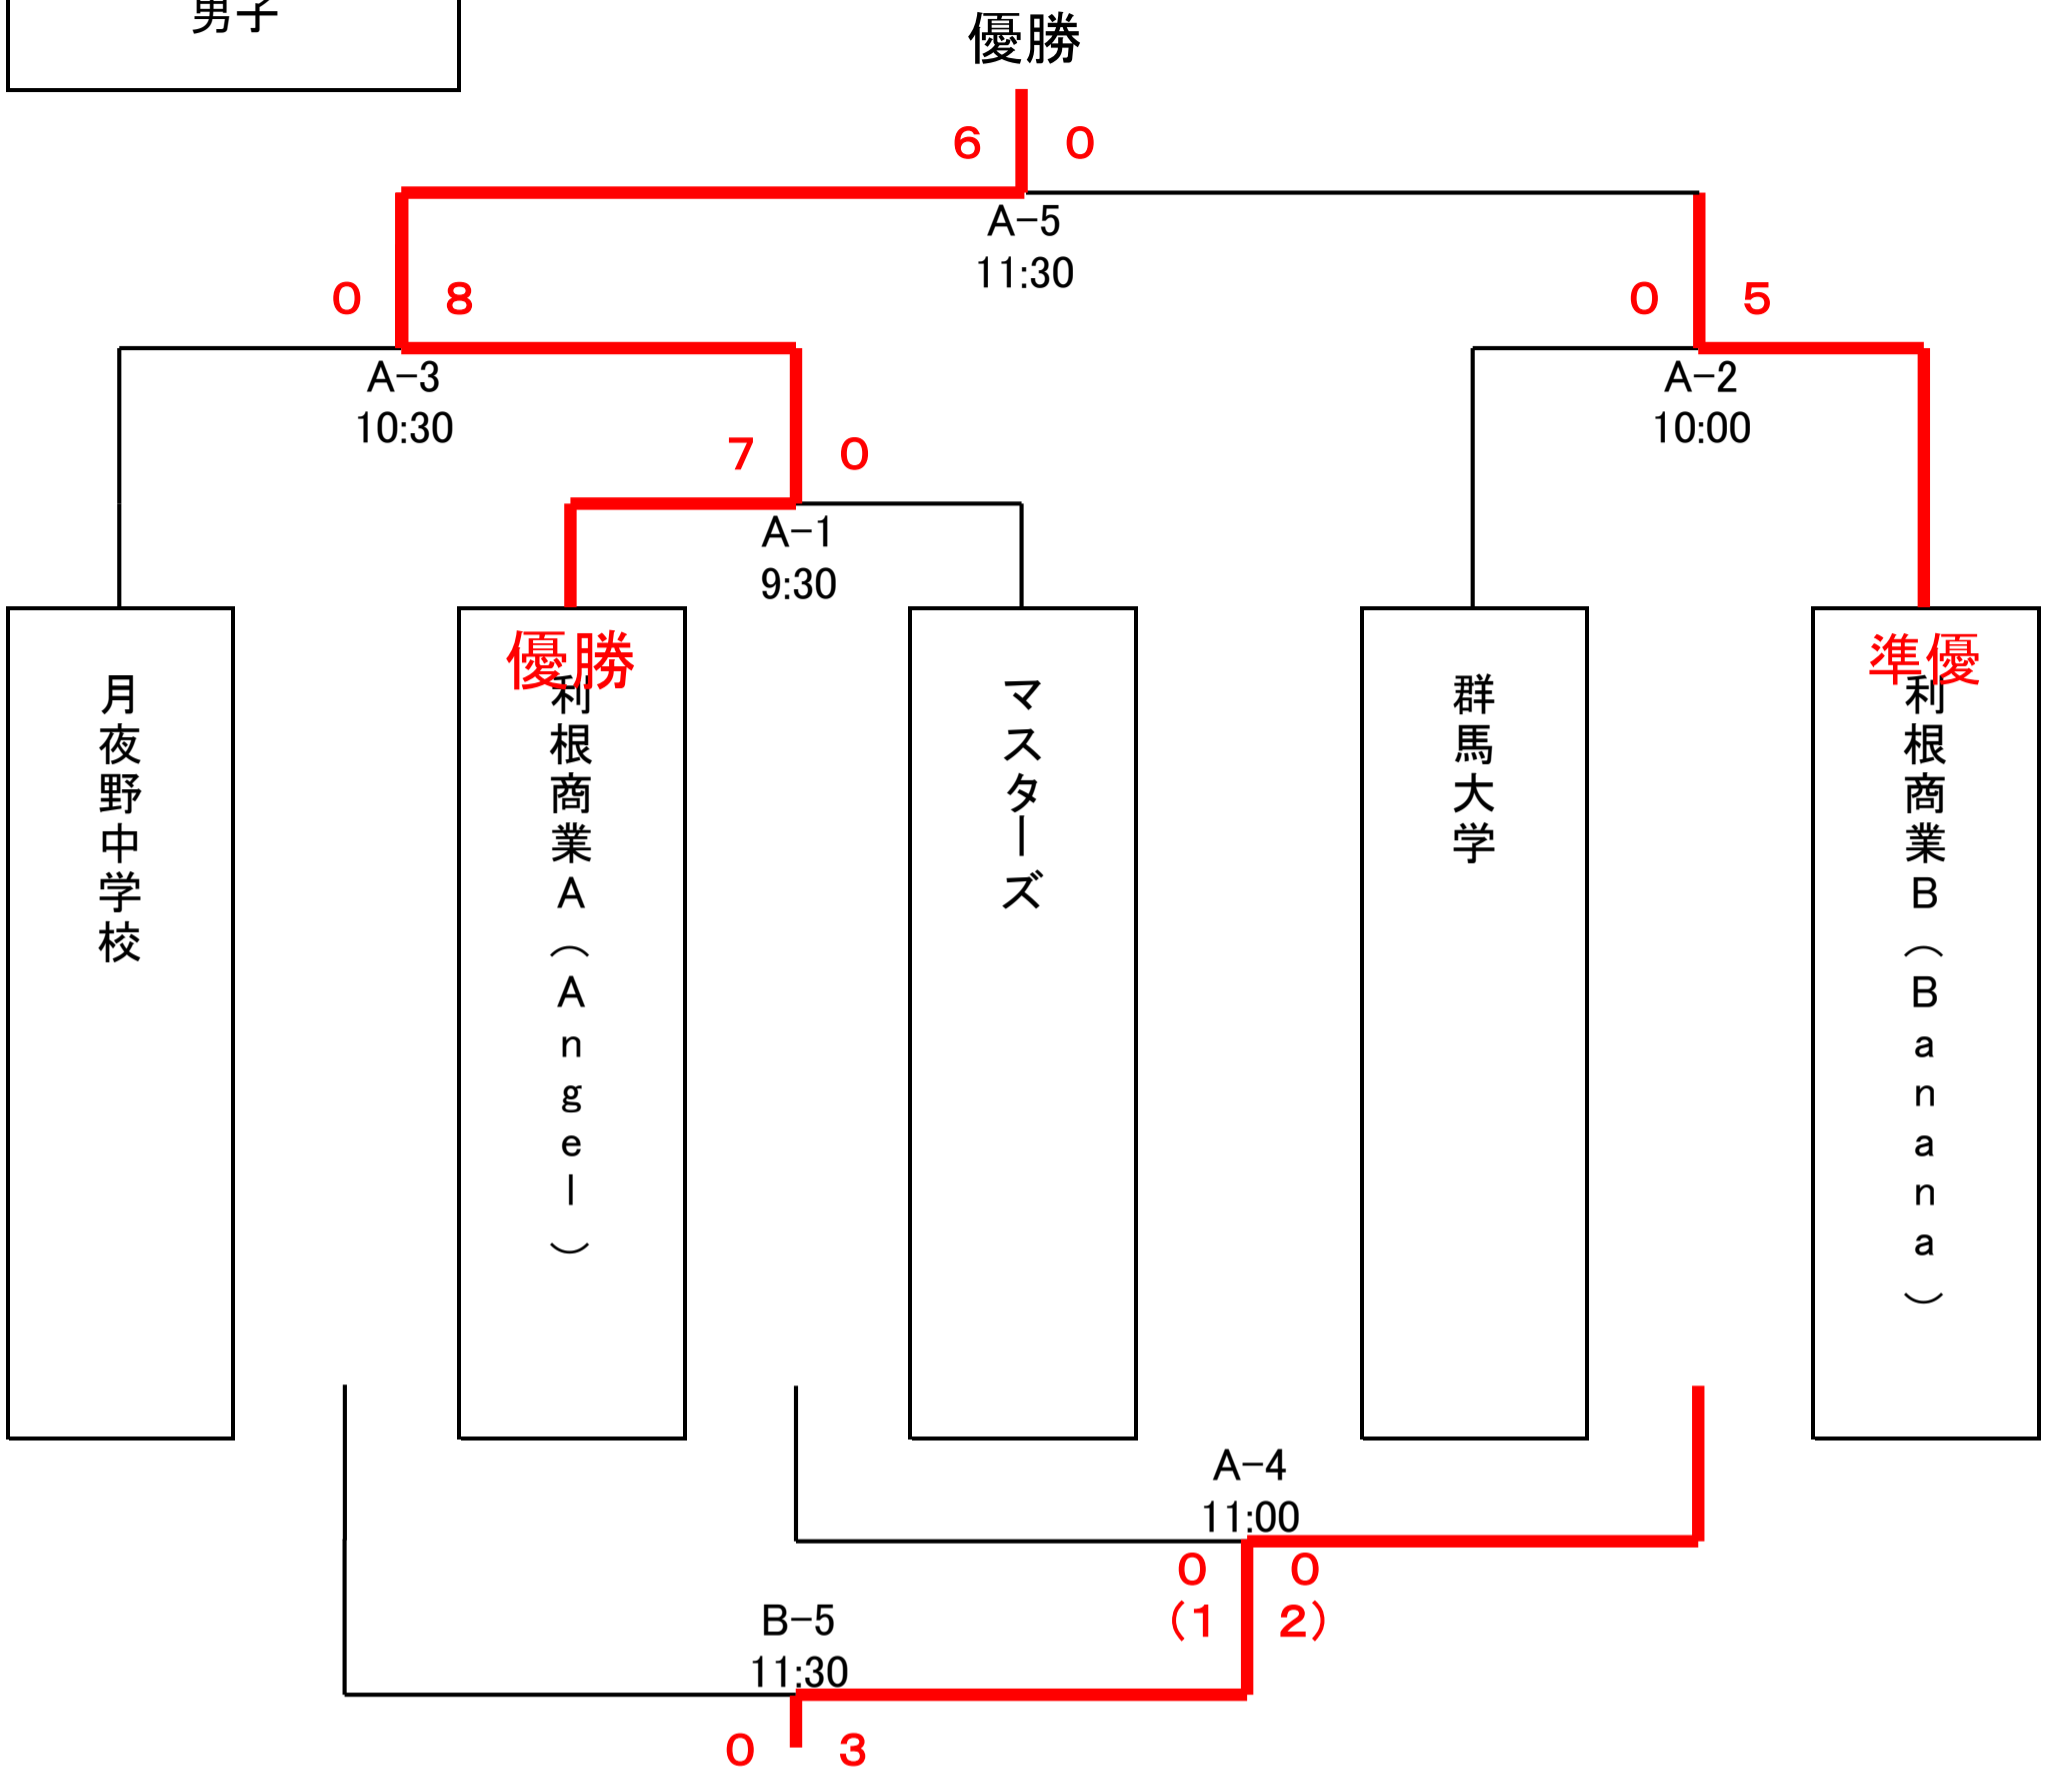 男子
優勝
6 0
A-5
11:30
0 8
0 5
A-3
10:30
A-2
10:00
7 0
A-1
9:30
優勝
準優
月夜野中学校
利根商業A(Angel)
マスターズ
群馬大学
利根商業B(Banana)
A-4
11:00
0 0
(1 2)
B-5
11:30
0 3